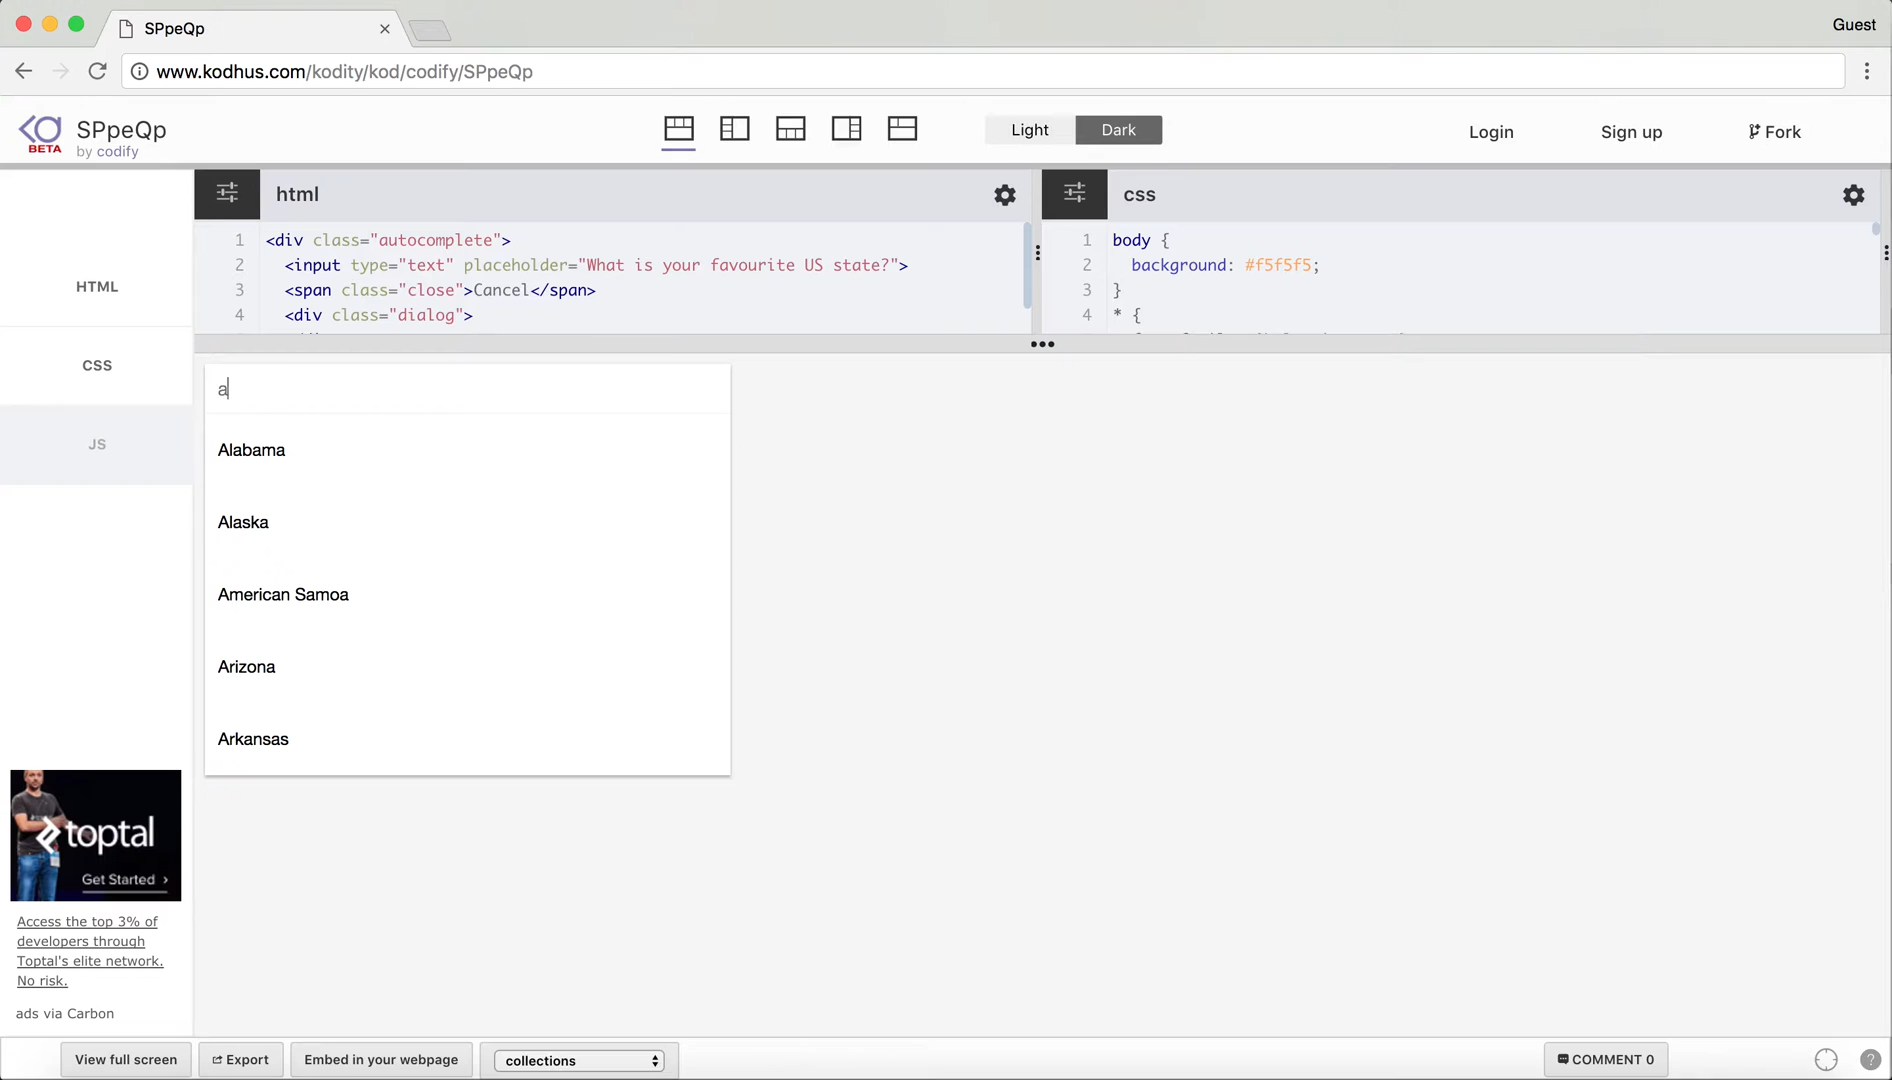 SPpeQp
Guest
www.kodhus.com/kodity/kod/codify/SPpeQp
BETA
SPpeQp
by codify
Light
Dark
Login
Sign up
Fork
HTML
CSS
JS
html
1 <div class="autocomplete">
2 <input type="text" placeholder="What is your favourite US state?">
3 <span class="close">Cancel</span>
4 <div class="dialog">
css
1 body {
2 background: #f5f5f5;
3 }
4 * {
a
Alabama
Alaska
American Samoa
Arizona
Arkansas
toptal
Get Started ›
Access the top 3% of
developers through
Toptal's elite network.
No risk.
ads via Carbon
View full screen
Export
Embed in your webpage
collections
COMMENT 0
?